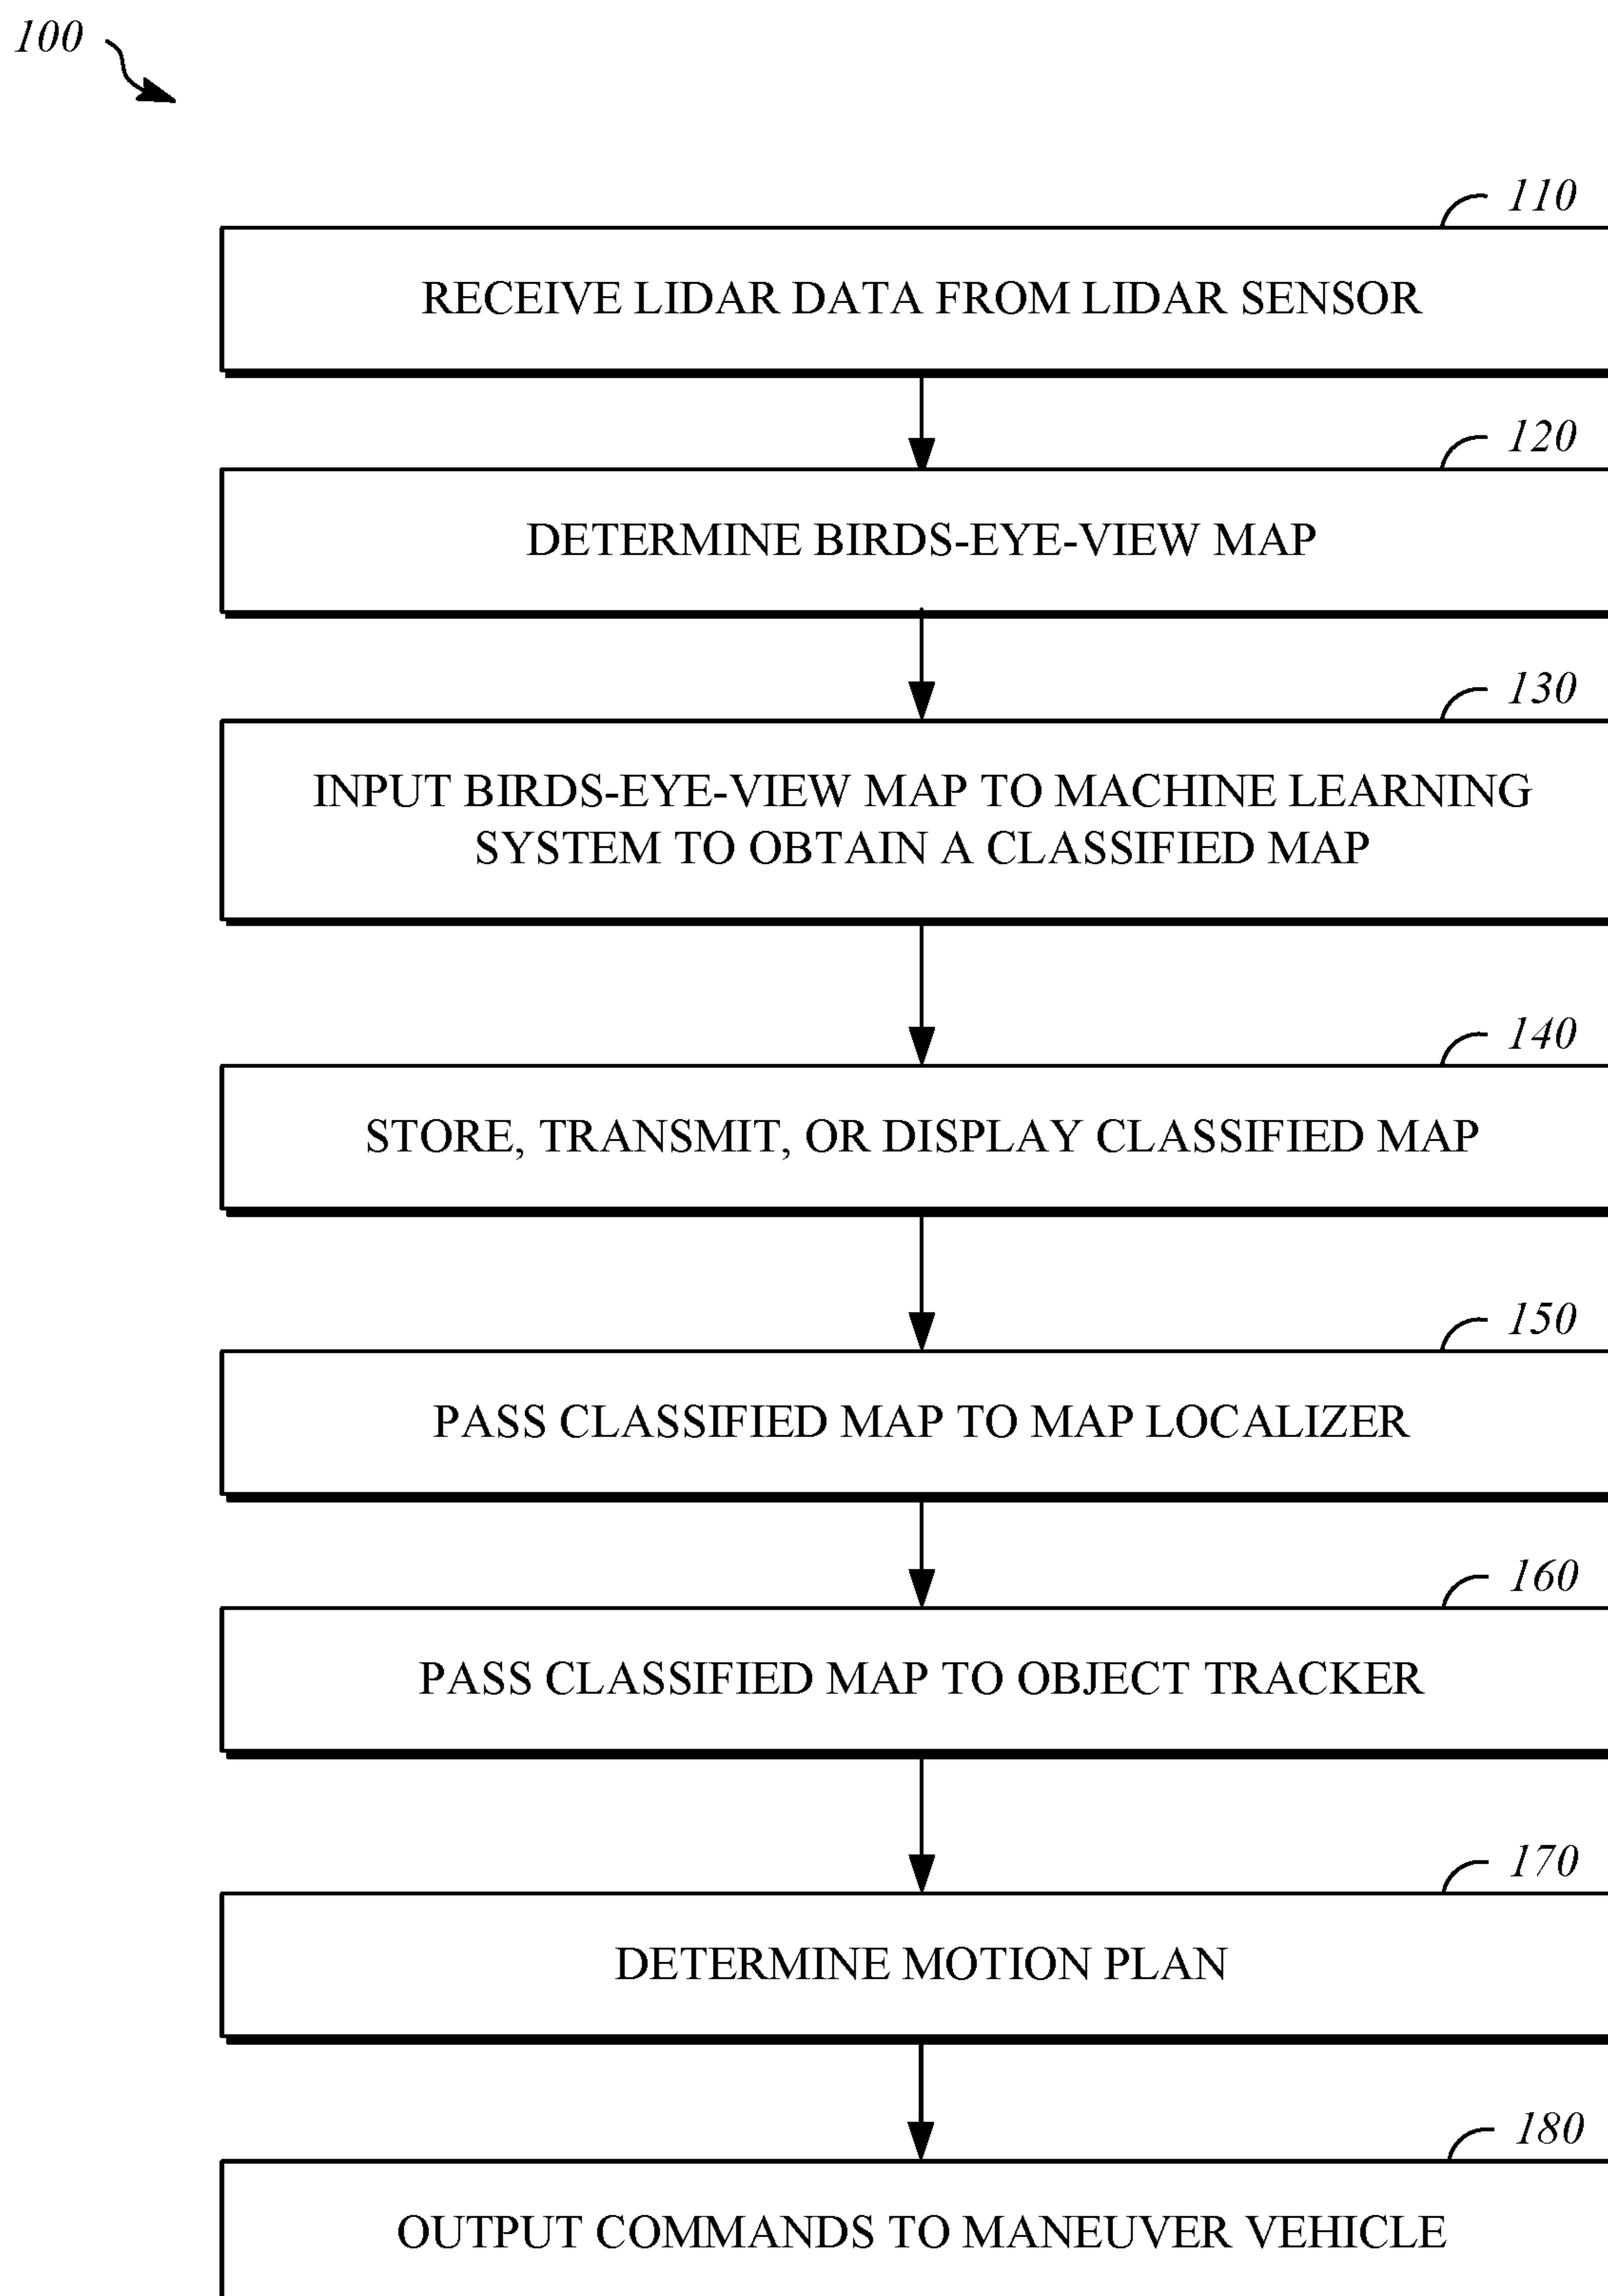 100
110
RECEIVE LIDAR DATA FROM LIDAR SENSOR
120
DETERMINE BIRDS-EYE-VIEW MAP
130
INPUT BIRDS-EYE-VIEW MAP TO MACHINE LEARNING
SYSTEM TO OBTAIN A CLASSIFIED MAP
140
STORE, TRANSMIT, OR DISPLAY CLASSIFIED MAP
150
PASS CLASSIFIED MAP TO MAP LOCALIZER
160
PASS CLASSIFIED MAP TO OBJECT TRACKER
170
DETERMINE MOTION PLAN
180
OUTPUT COMMANDS TO MANEUVER VEHICLE